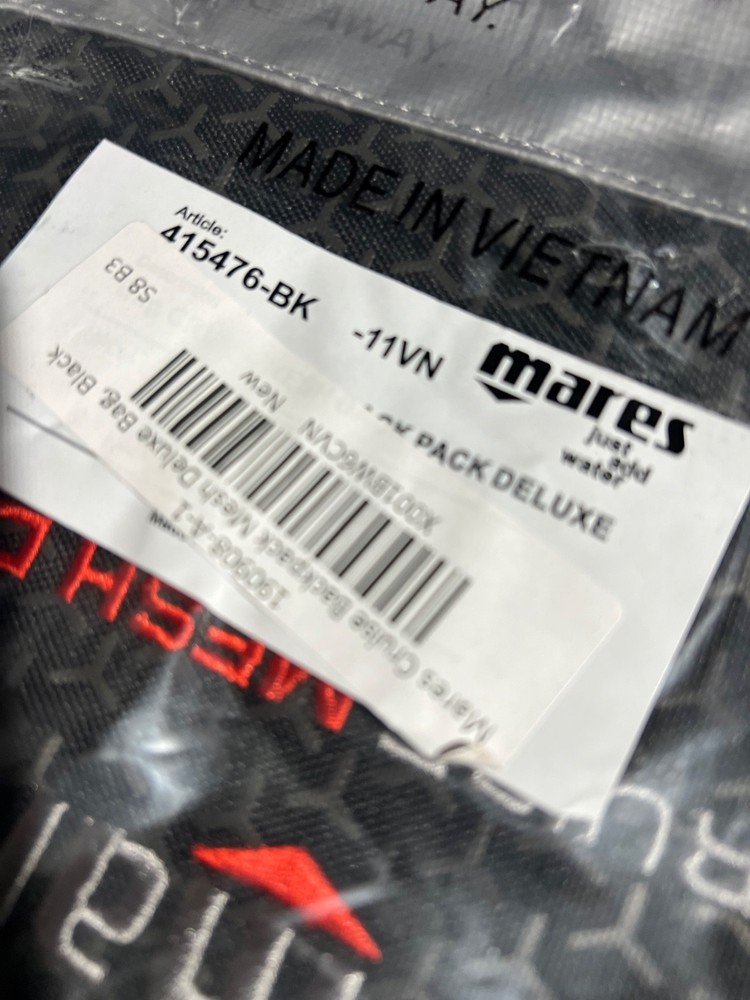 AWAY.
MADE IN VIETNAM
Article:
415476-BK
-11VN
mares
just
add
water
PACK DELUXE
S8 B3
X001BW6CVN New
190908-A-1
Mares Cruise Backpack Mesh Deluxe Bag, Black
MESH